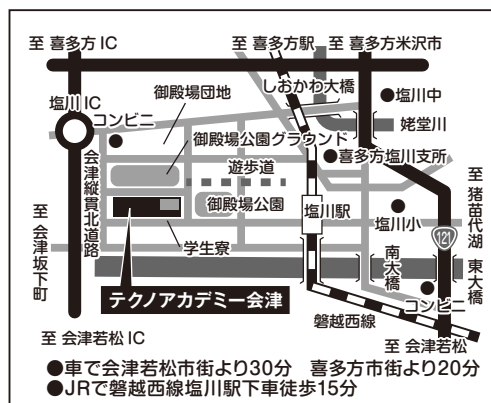 至 喜多方IC
至 喜多方駅
至 喜多方米沢市
しおかわ大橋
塩川IC
御殿場団地
●塩川中
コンビニ
姥堂川
御殿場公園グラウンド
●喜多方塩川支所
遊歩道
会津縦貫北道路
至 会津坂下町
御殿場公園
塩川駅
塩川小
至 猪苗代湖
121
学生寮
南大橋
東大橋
テクノアカデミー会津
コンビニ
磐越西線
至 会津若松IC
至 会津若松
●車で会津若松市街より30分 喜多方市街より20分
●JRで磐越西線塩川駅下車徒歩15分